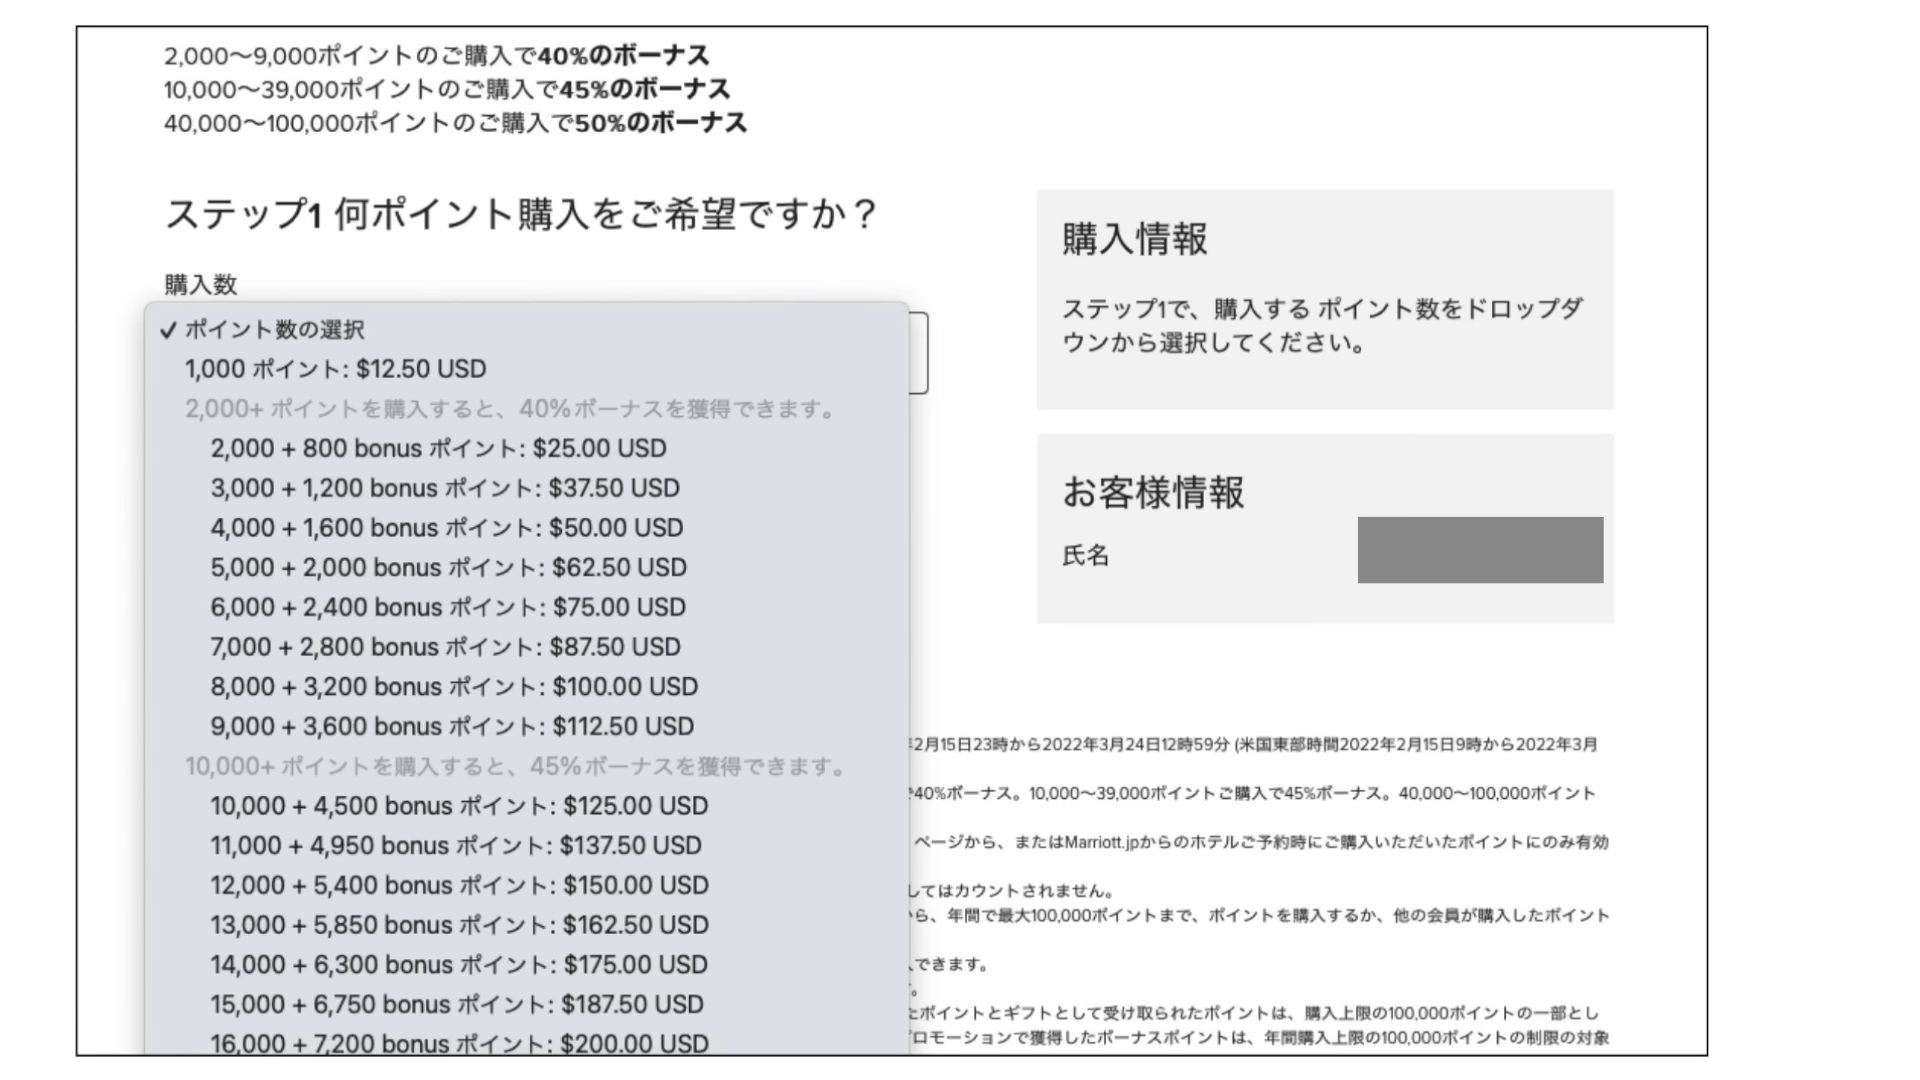 2,000〜9,000ポイントのご購入で40%のボーナス
10,000〜39,000ポイントのご購入で45%のボーナス
40,000〜100,000ポイントのご購入で50%のボーナス
ステップ1 何ポイント購入をご希望ですか？
購入数
✓ ポイント数の選択
1,000 ポイント: $12.50 USD
2,000+ ポイントを購入すると、40%ボーナスを獲得できます。
2,000 + 800 bonus ポイント: $25.00 USD
3,000 + 1,200 bonus ポイント: $37.50 USD
4,000 + 1,600 bonus ポイント: $50.00 USD
5,000 + 2,000 bonus ポイント: $62.50 USD
6,000 + 2,400 bonus ポイント: $75.00 USD
7,000 + 2,800 bonus ポイント: $87.50 USD
8,000 + 3,200 bonus ポイント: $100.00 USD
9,000 + 3,600 bonus ポイント: $112.50 USD
10,000+ ポイントを購入すると、45%ボーナスを獲得できます。
10,000 + 4,500 bonus ポイント: $125.00 USD
11,000 + 4,950 bonus ポイント: $137.50 USD
12,000 + 5,400 bonus ポイント: $150.00 USD
13,000 + 5,850 bonus ポイント: $162.50 USD
14,000 + 6,300 bonus ポイント: $175.00 USD
15,000 + 6,750 bonus ポイント: $187.50 USD
16,000 + 7,200 bonus ポイント: $200.00 USD
購入情報
ステップ1で、購入する ポイント数をドロップダ
ウンから選択してください。
お客様情報
氏名
年2月15日23時から2022年3月24日12時59分 (米国東部時間2022年2月15日9時から2022年3月
で40%ボーナス。10,000〜39,000ポイントご購入で45%ボーナス。40,000〜100,000ポイント
ページから、またはMarriott.jpからのホテルご予約時にご購入いただいたポイントにのみ有効
してはカウントされません。
から、年間で最大100,000ポイントまで、ポイントを購入するか、他の会員が購入したポイント
できます。
。
たポイントとギフトとして受け取られたポイントは、購入上限の100,000ポイントの一部とし
プロモーションで獲得したボーナスポイントは、年間購入上限の100,000ポイントの制限の対象